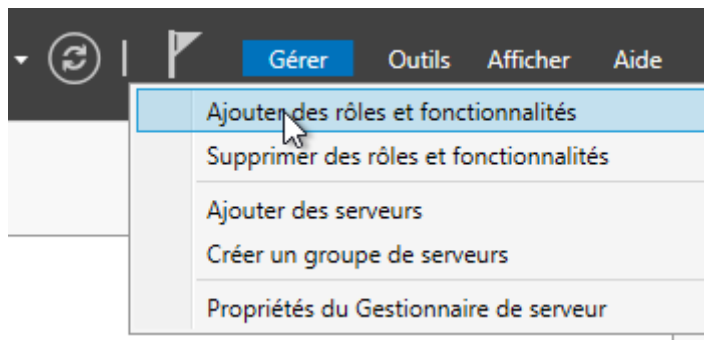 Gérer Outils Afficher Aide
Ajouter des rôles et fonctionnalités
Supprimer des rôles et fonctionnalités
Ajouter des serveurs
Créer un groupe de serveurs
Propriétés du Gestionnaire de serveur